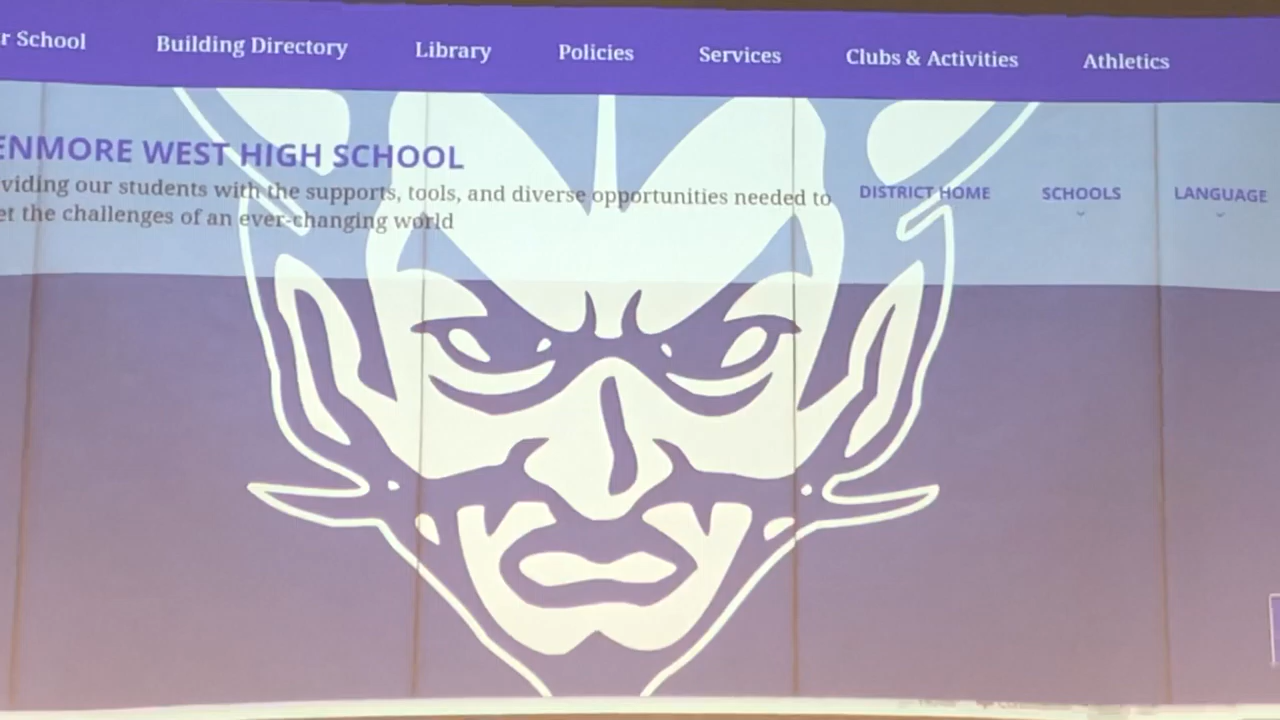 r School Building Directory Library Policies Services Clubs & Activities Athletics
ENMORE WEST HIGH SCHOOL
viding our students with the supports, tools, and diverse opportunities needed to
et the challenges of an ever-changing world
DISTRICT HOME SCHOOLS LANGUAGE